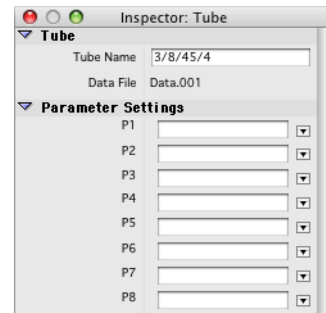 Inspector: Tube
Tube
Tube Name 3/8/45/4
Data File Data.001
Parameter Settings
P1
P2
P3
P4
P5
P6
P7
P8